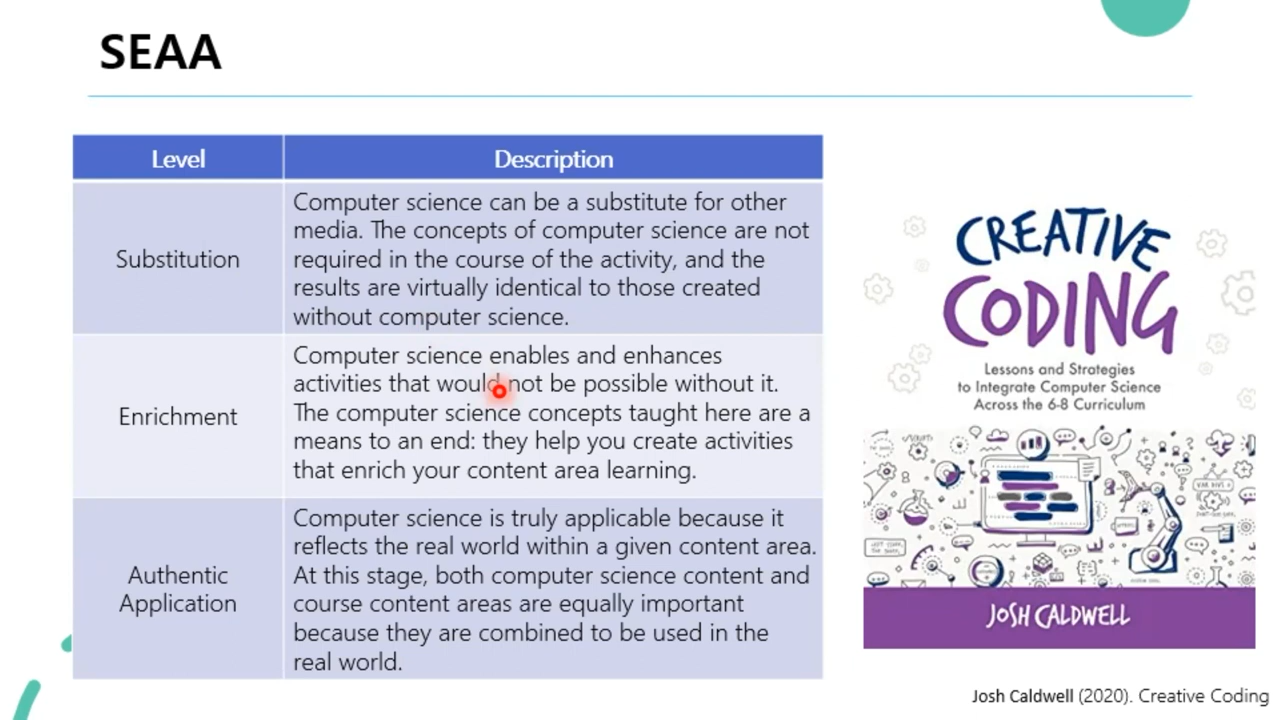 SEAA
Level
Description
Substitution
Computer science can be a substitute for other
media. The concepts of computer science are not
required in the course of the activity, and the
results are virtually identical to those created
without computer science.
Enrichment
Computer science enables and enhances
activities that would not be possible without it.
The computer science concepts taught here are a
means to an end: they help you create activities
that enrich your content area learning.
Authentic
Application
Computer science is truly applicable because it
reflects the real world within a given content area.
At this stage, both computer science content and
course content areas are equally important
because they are combined to be used in the
real world.
CREATIVE
CODING
Lessons and Strategies
to Integrate Computer Science
Across the 6-8 Curriculum
JOSH CALDWELL
Josh Caldwell (2020). Creative Coding